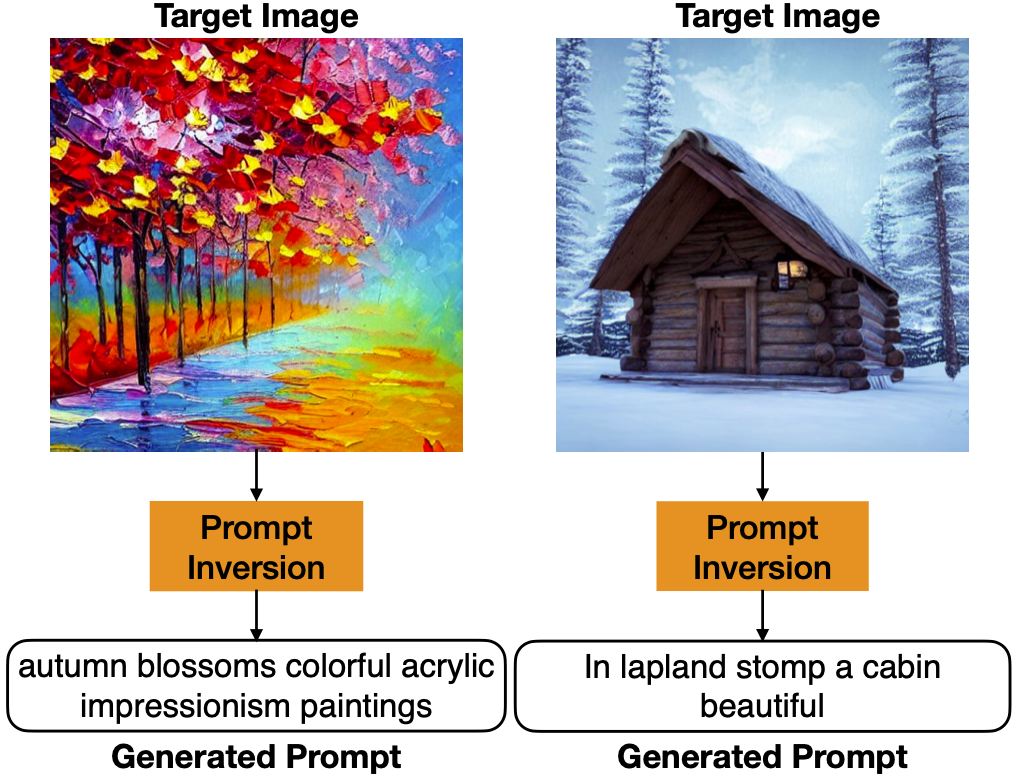 Target Image
Target Image
Prompt
Inversion
Prompt
Inversion
autumn blossoms colorful acrylic
impressionism paintings
In lapland stomp a cabin
beautiful
Generated Prompt
Generated Prompt